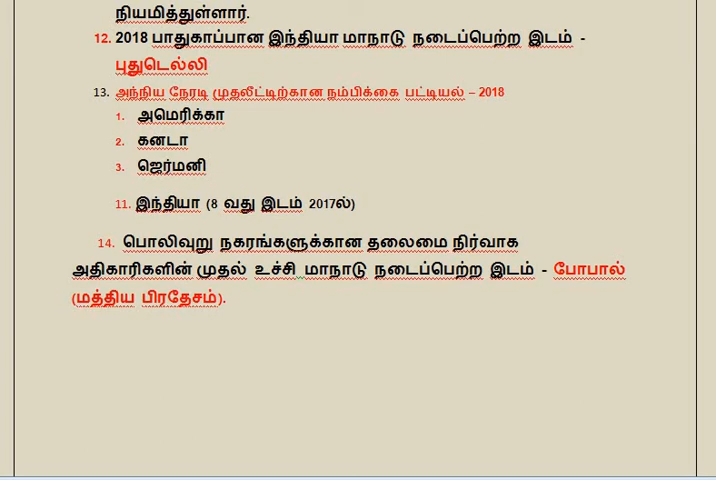 நியமித்துள்ளார்.
12. 2018 பாதுகாப்பான இந்தியா மாநாடு நடைப்பெற்ற இடம் -
புதுடெல்லி
13. அந்நிய நேரடி முதலீட்டிற்கான நம்பிக்கை பட்டியல் – 2018
1. அமெரிக்கா
2. கனடா
3. ஜெர்மனி
11. இந்தியா (8 வது இடம் 2017ல்)
14. பொலிவுறு நகரங்களுக்கான தலைமை நிர்வாக
அதிகாரிகளின் முதல் உச்சி மாநாடு நடைப்பெற்ற இடம் - போபால்
(மத்திய பிரதேசம்).